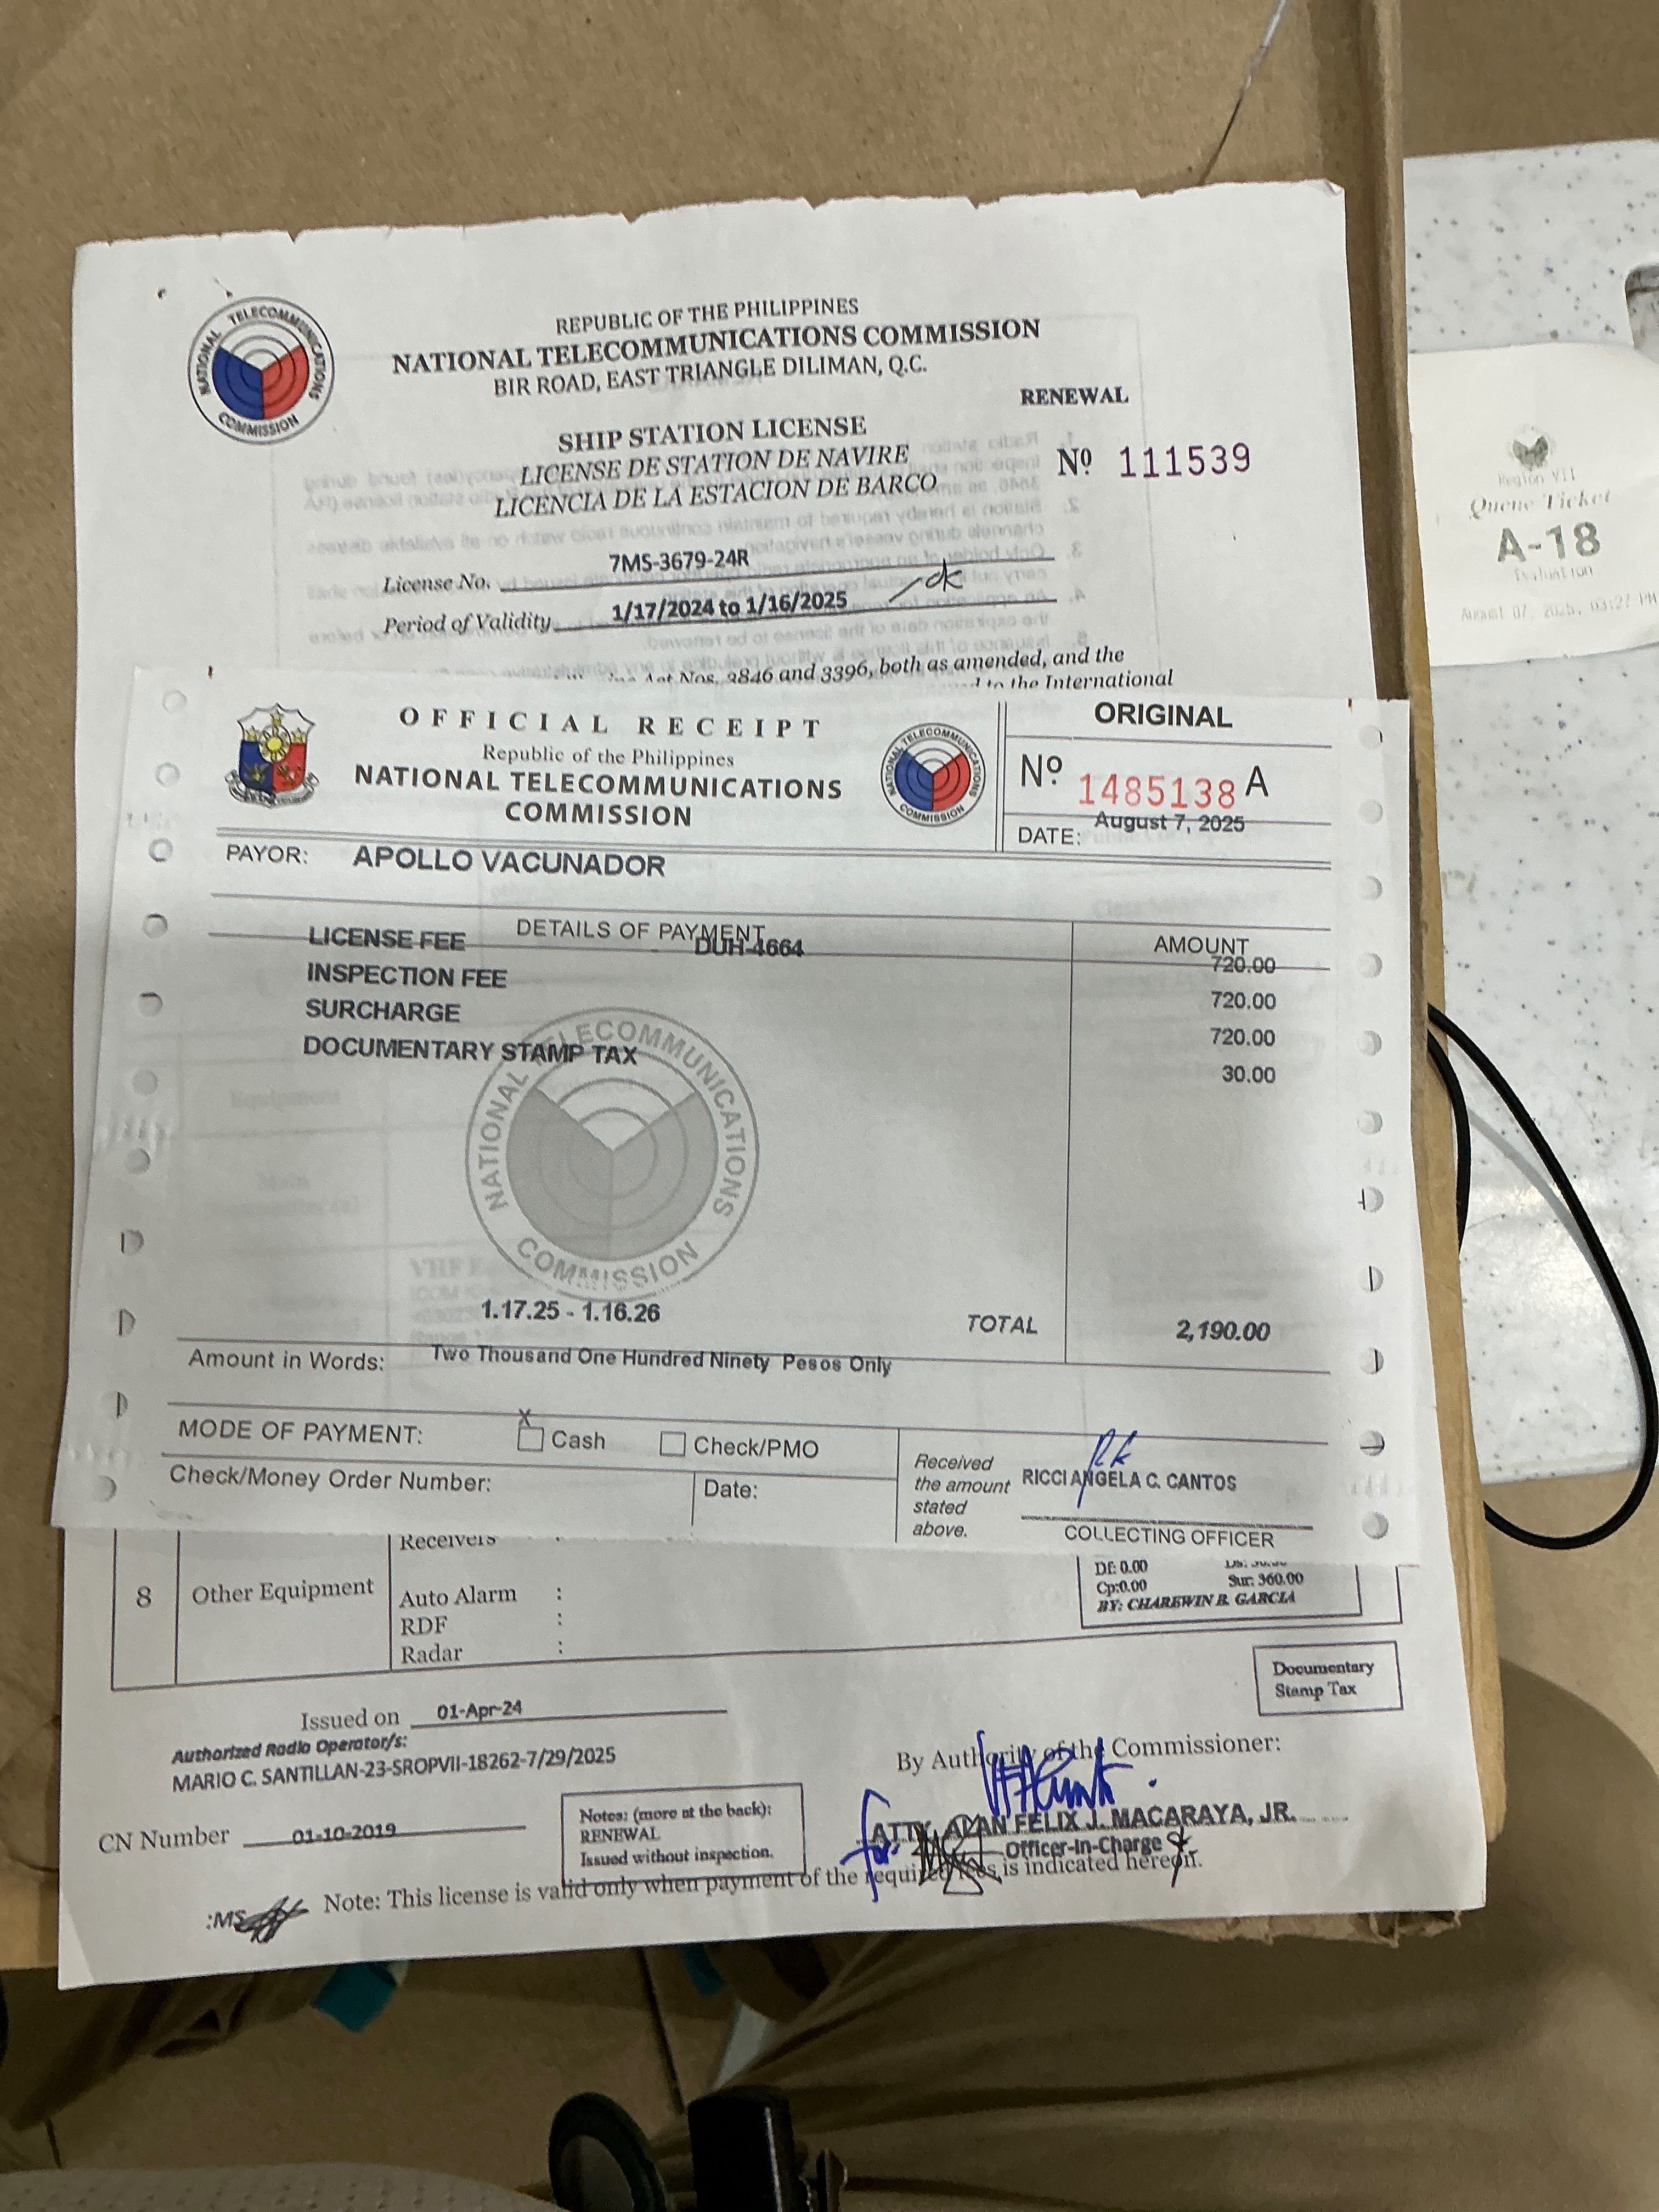 NATIONAL TELECOMMUNICATIONS COMMISSION
REPUBLIC OF THE PHILIPPINES
NATIONAL TELECOMMUNICATIONS COMMISSION
BIR ROAD, EAST TRIANGLE DILIMAN, Q.C.
RENEWAL
SHIP STATION LICENSE
LICENSE DE STATION DE NAVIRE
LICENCIA DE LA ESTACION DE BARCO
Nº 111539
License No. 7MS-3679-24R
Period of Validity 1/17/2024 to 1/16/2025
Act Nos. 3846 and 3396, both as amended, and the
to the International
OFFICIAL RECEIPT
Republic of the Philippines
NATIONAL TELECOMMUNICATIONS
COMMISSION
NATIONAL TELECOMMUNICATIONS COMMISSION
ORIGINAL
Nº 1485138 A
DATE: August 7, 2025
PAYOR: APOLLO VACUNADOR
DETAILS OF PAYMENT AMOUNT
LICENSE FEE DUH-4664 720.00
INSPECTION FEE 720.00
SURCHARGE 720.00
DOCUMENTARY STAMP TAX 30.00
NATIONAL TELECOMMUNICATIONS COMMISSION
1.17.25 - 1.16.26
TOTAL 2,190.00
Amount in Words: Two Thousand One Hundred Ninety Pesos Only
MODE OF PAYMENT: X Cash Check/PMO
Check/Money Order Number: Date:
Received
the amount
stated
above.
RICCI ANGELA C. CANTOS
COLLECTING OFFICER
Receivers :
8 Other Equipment
Auto Alarm :
RDF :
Radar :
Df: 0.00
Cp:0.00 Sur: 360.00
BY: CHAREWIN B. GARCIA
Documentary
Stamp Tax
Issued on 01-Apr-24
Authorized Radio Operator/s:
MARIO C. SANTILLAN-23-SROPVII-18262-7/29/2025
By Authority of the Commissioner:
for ATTY. ALAN FELIX J. MACARAYA, JR.
Officer-In-Charge
CN Number 01-10-2019
Notes: (more at the back):
RENEWAL
Issued without inspection.
Note: This license is valid only when payment of the required fees is indicated hereon.
:MS
Region VII
Queue Ticket
A-18
Evaluation
August 07, 2025, 03:27 PM